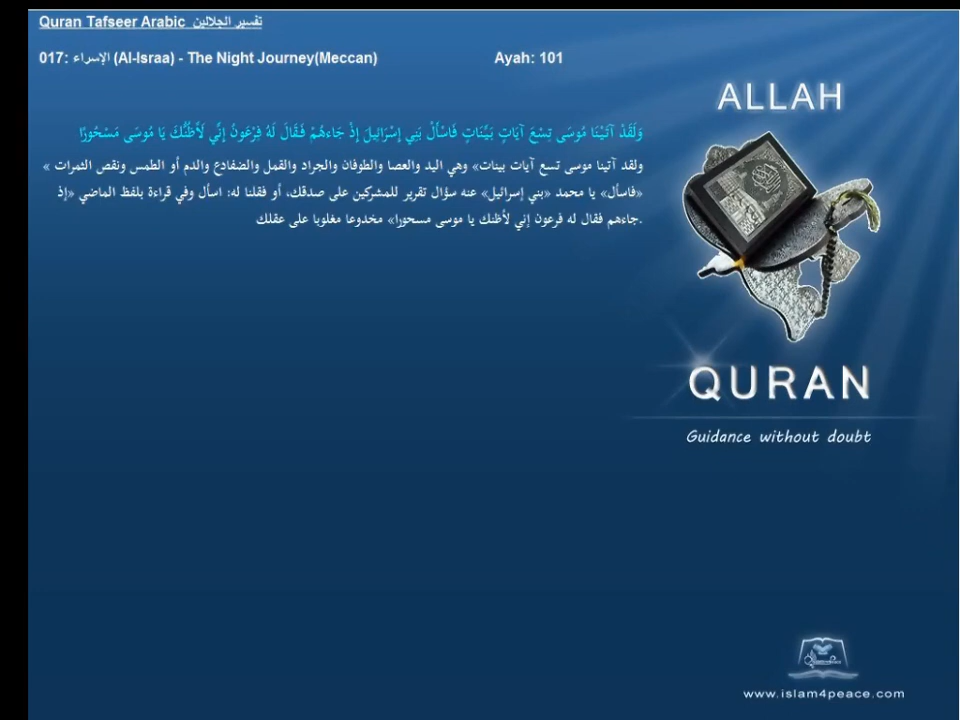 Quran Tafseer Arabic تفسير الجلالين
017: الإسراء (Al-Israa) - The Night Journey(Meccan) Ayah: 101
وَلَقَدْ آتَيْنَا مُوسَى تِسْعَ آيَاتٍ بَيِّنَاتٍ فَاسْأَلْ بَنِي إِسْرَائِيلَ إِذْ جَاءَهُمْ فَقَالَ لَهُ فِرْعَوْنُ إِنِّي لَأَظُنُّكَ يَا مُوسَى مَسْحُورًا
ولقد آتينا موسى تسع آيات بينات» وهي اليد والعصا والطوفان والجراد والقمل والضفادع والدم أو الطمس ونقص الثمرات »
«فاسأل» يا محمد «بني إسرائيل» عنه سؤال تقرير للمشركين على صدقك، أو فقلنا له: اسأل وفي قراءة بلفظ الماضي «إذ
.جاءهم فقال له فرعون إني لأظنك يا موسى مسحورا» مخدوعا مغلوبا على عقلك
ALLAH
QURAN
Guidance without doubt
www.islam4peace.com